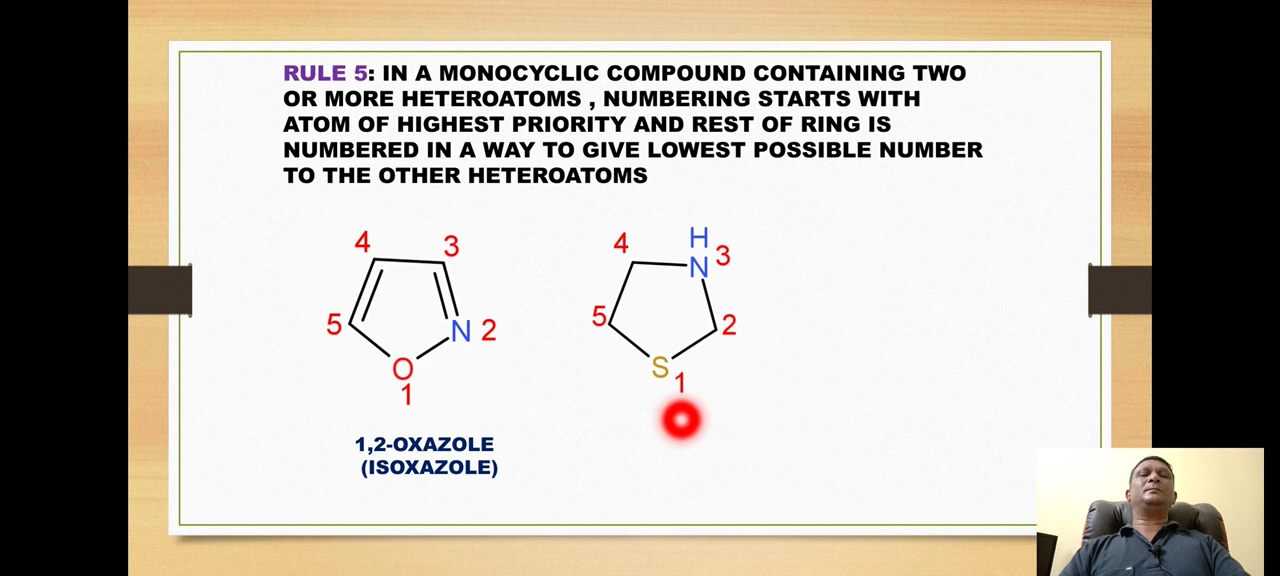 RULE 5: IN A MONOCYCLIC COMPOUND CONTAINING TWO
OR MORE HETEROATOMS , NUMBERING STARTS WITH
ATOM OF HIGHEST PRIORITY AND REST OF RING IS
NUMBERED IN A WAY TO GIVE LOWEST POSSIBLE NUMBER
TO THE OTHER HETEROATOMS
4 3
5 N 2
O
1
H
4 N 3
5 2
S 1
1,2-OXAZOLE
(ISOXAZOLE)